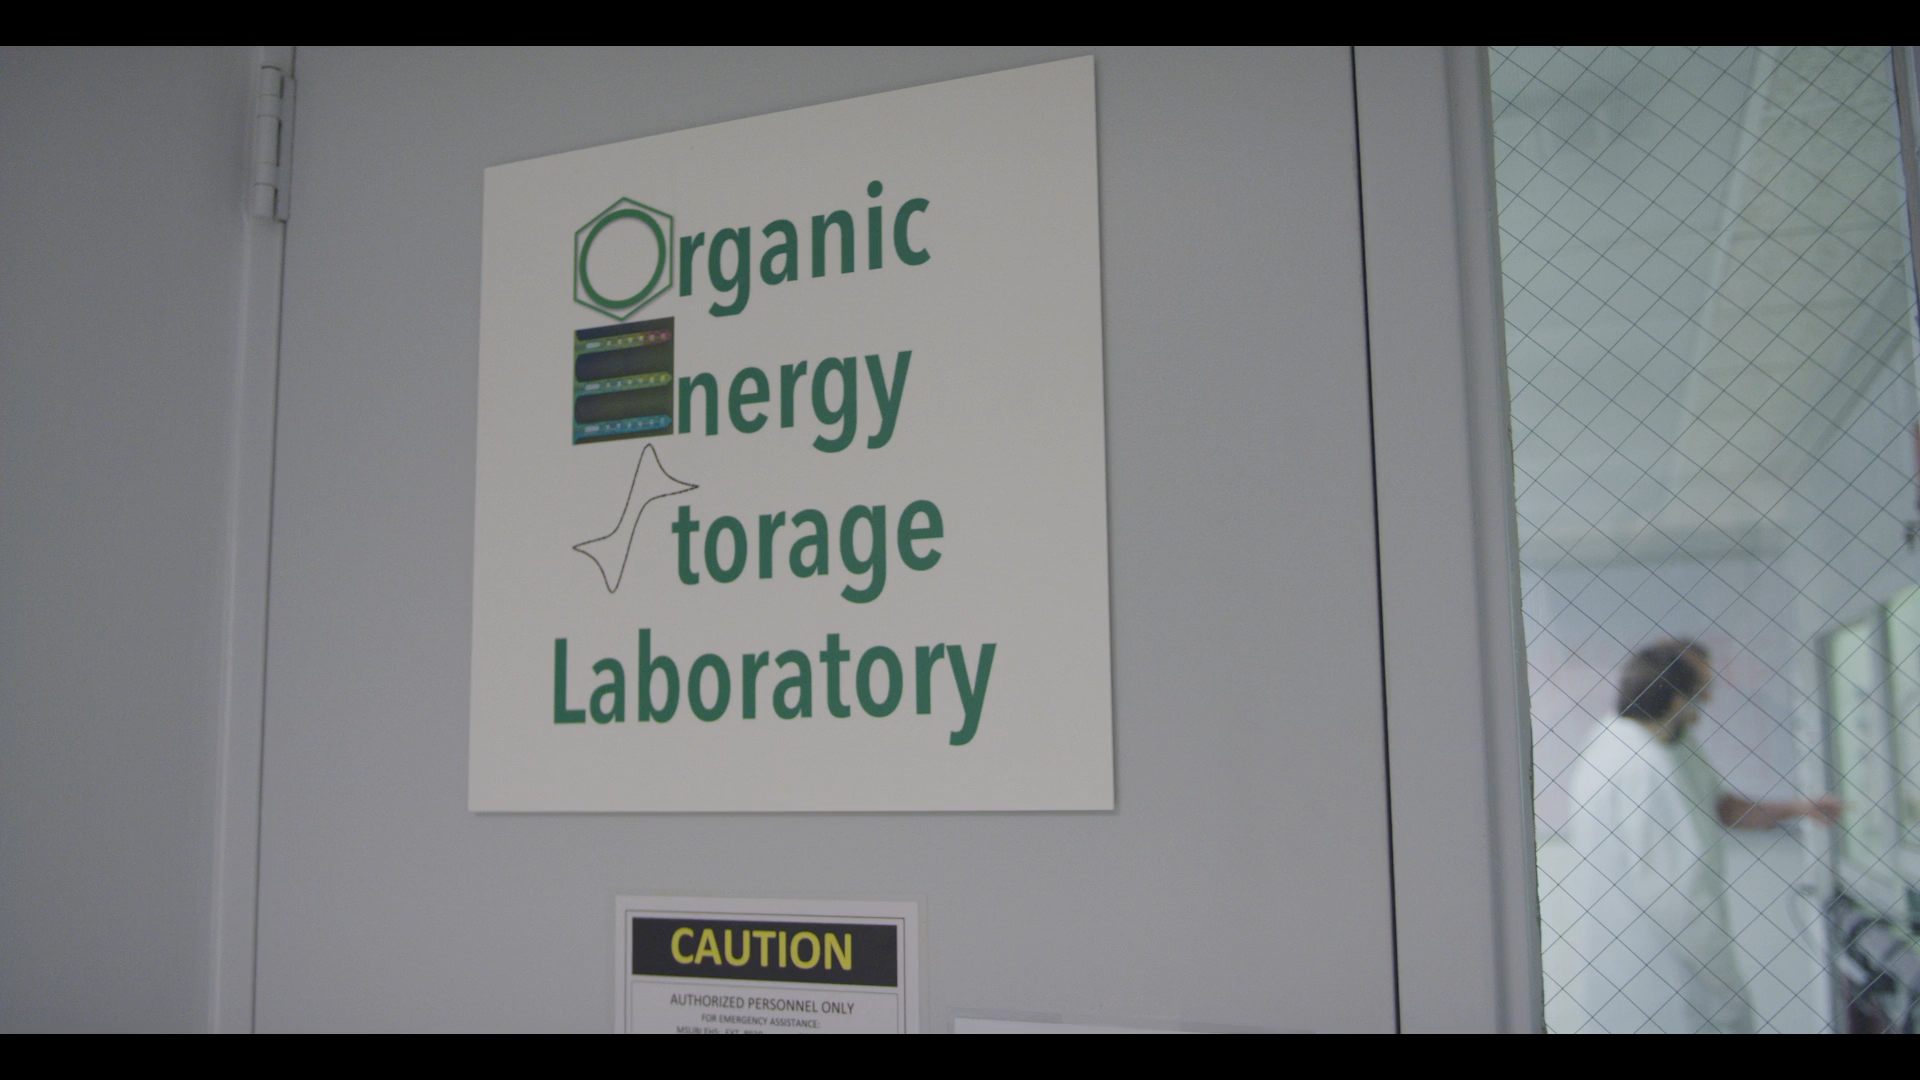 Organic
Energy
Storage
Laboratory
CAUTION
AUTHORIZED PERSONNEL ONLY
FOR EMERGENCY ASSISTANCE: